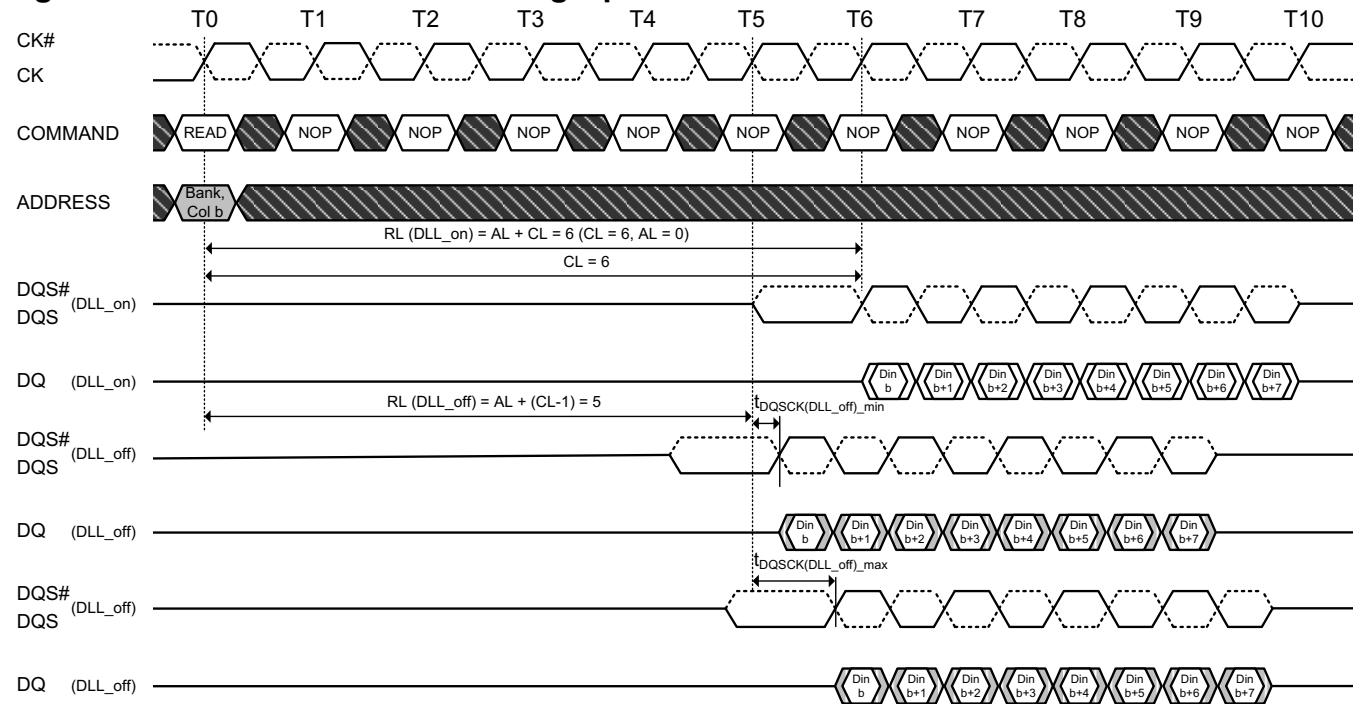 T0 T1 T2 T3 T4 T5 T6 T7 T8 T9 T10
CK#
CK
COMMAND READ NOP NOP NOP NOP NOP NOP NOP NOP NOP NOP
ADDRESS Bank, Col b
RL (DLL_on) = AL + CL = 6 (CL = 6, AL = 0)
CL = 6
DQS# (DLL_on)
DQS
DQ (DLL_on) Din b Din b+1 Din b+2 Din b+3 Din b+4 Din b+5 Din b+6 Din b+7
RL (DLL_off) = AL + (CL-1) = 5
tDQSCK(DLL_off)_min
DQS# (DLL_off)
DQS
DQ (DLL_off) Din b Din b+1 Din b+2 Din b+3 Din b+4 Din b+5 Din b+6 Din b+7
tDQSCK(DLL_off)_max
DQS# (DLL_off)
DQS
DQ (DLL_off) Din b Din b+1 Din b+2 Din b+3 Din b+4 Din b+5 Din b+6 Din b+7